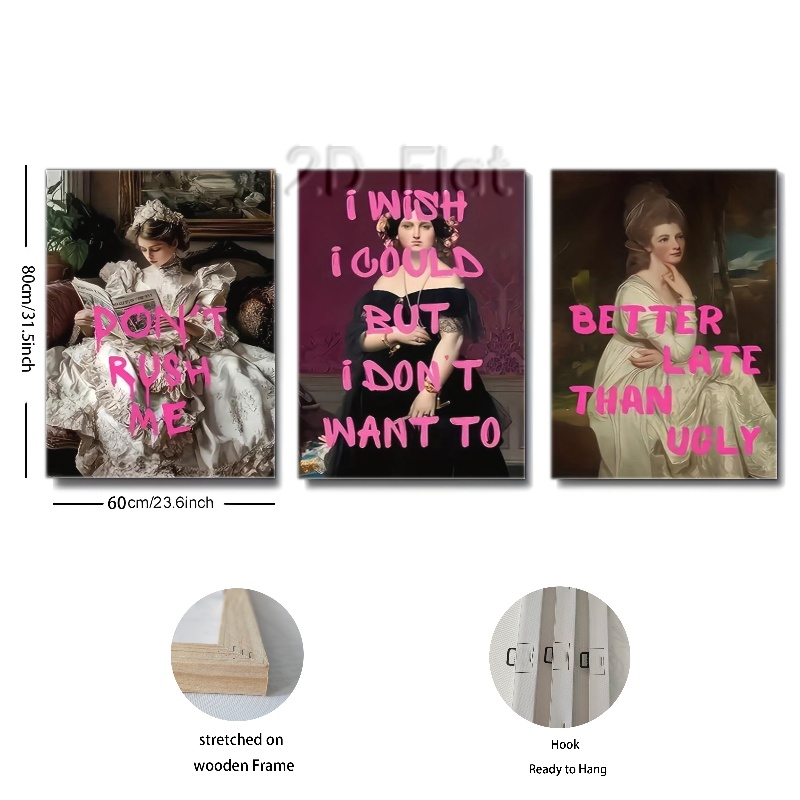 2D Flat
DON'T
RUSH
ME
i WiSH
i COULD
BUT
i DON'T
WANT TO
BETTER
LATE
THAN
UGLY
80cm/31.5inch
60cm/23.6inch
stretched on
wooden Frame
Hook
Ready to Hang